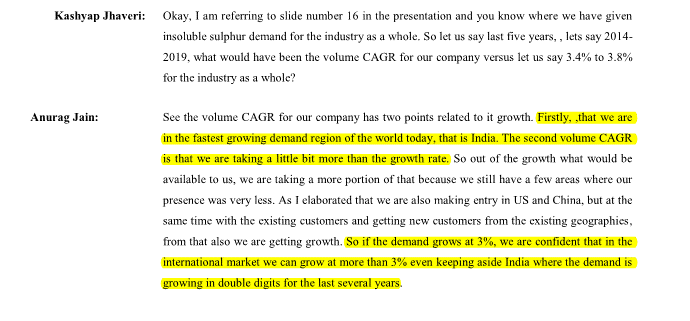 Kashyap Jhaveri: Okay, I am referring to slide number 16 in the presentation and you know where we have given
insoluble sulphur demand for the industry as a whole. So let us say last five years, , lets say 2014-
2019, what would have been the volume CAGR for our company versus let us say 3.4% to 3.8%
for the industry as a whole?
Anurag Jain: See the volume CAGR for our company has two points related to it growth. Firstly, ,that we are
in the fastest growing demand region of the world today, that is India. The second volume CAGR
is that we are taking a little bit more than the growth rate. So out of the growth what would be
available to us, we are taking a more portion of that because we still have a few areas where our
presence was very less. As I elaborated that we are also making entry in US and China, but at the
same time with the existing customers and getting new customers from the existing geographies,
from that also we are getting growth. So if the demand grows at 3%, we are confident that in the
international market we can grow at more than 3% even keeping aside India where the demand is
growing in double digits for the last several years.